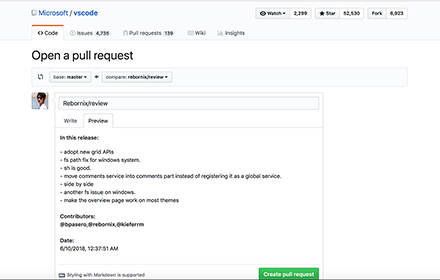 Microsoft / vscode
Watch 2,299 Star 52,530 Fork 6,923
Code Issues 4,735 Pull requests 139 Wiki Insights
Open a pull request
base: master compare: rebornix/review
Rebornix/review
Write Preview
In this release:
- adopt new grid APIs
- fs path fix for windows system.
- sh is good.
- move comments service into comments part instead of registering it as a global service.
- side by side
- another fs issue on windows.
- make the overview page work on most themes
Contributors:
@bpasero,@rebornix,@kieferrm
Date:
6/10/2018, 12:37:51 AM
Styling with Markdown is supported
Create pull request